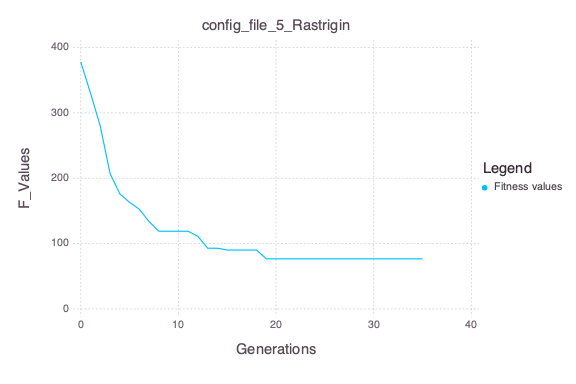 config_file_5_Rastrigin
F_Values
400
300
200
100
0
0
10
20
30
40
Generations
Legend
Fitness values